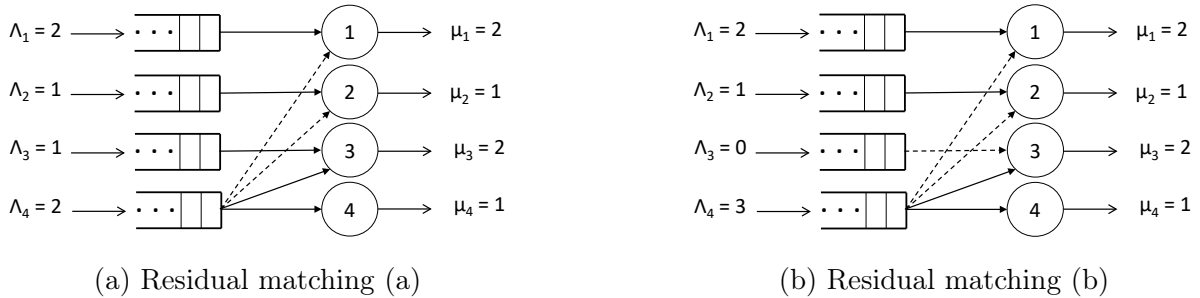 Λ₁ = 2 1 μ₁ = 2
Λ₂ = 1 2 μ₂ = 1
Λ₃ = 1 3 μ₃ = 2
Λ₄ = 2 4 μ₄ = 1
(a) Residual matching (a)
Λ₁ = 2 1 μ₁ = 2
Λ₂ = 1 2 μ₂ = 1
Λ₃ = 0 3 μ₃ = 2
Λ₄ = 3 4 μ₄ = 1
(b) Residual matching (b)